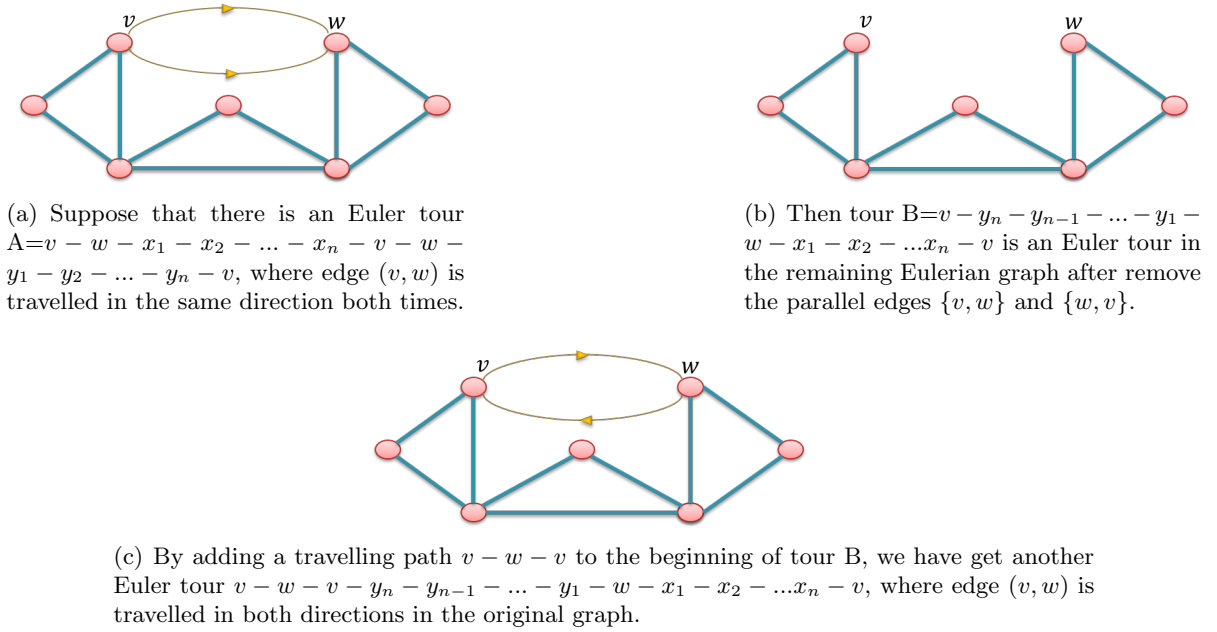 v w
v w
(a) Suppose that there is an Euler tour
A=v − w − x₁ − x₂ − ... − xₙ − v − w −
y₁ − y₂ − ... − yₙ − v, where edge (v, w) is
travelled in the same direction both times.
(b) Then tour B=v − yₙ − yₙ₋₁ − ... − y₁ −
w − x₁ − x₂ − ...xₙ − v is an Euler tour in
the remaining Eulerian graph after remove
the parallel edges {v, w} and {w, v}.
v w
(c) By adding a travelling path v − w − v to the beginning of tour B, we have get another
Euler tour v − w − v − yₙ − yₙ₋₁ − ... − y₁ − w − x₁ − x₂ − ...xₙ − v, where edge (v, w) is
travelled in both directions in the original graph.